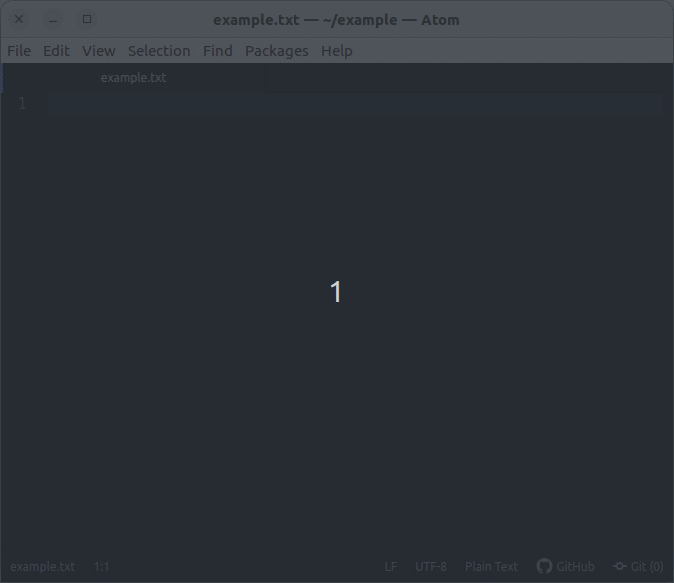 example.txt — ~/example — Atom
File Edit View Selection Find Packages Help
example.txt
1
1
example.txt 1:1 LF UTF-8 Plain Text GitHub Git (0)